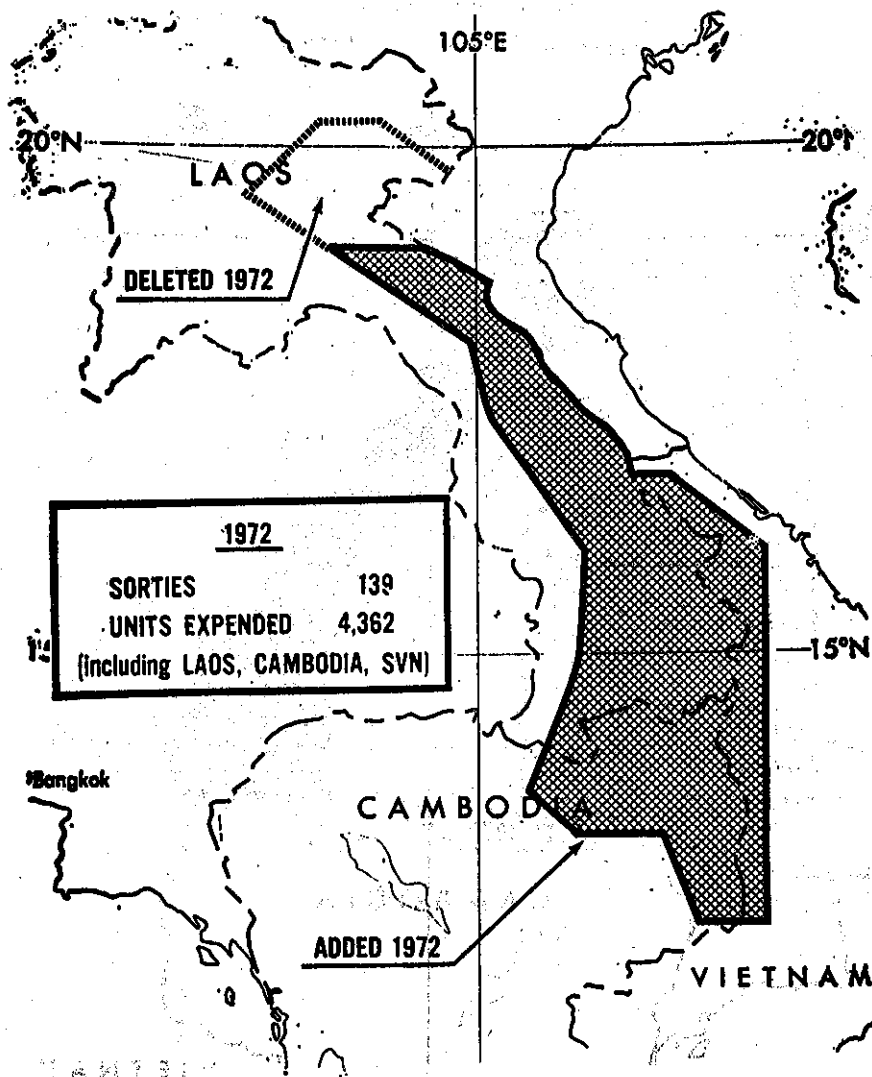 105°E
20°N
20°
LAOS
DELETED 1972
1972
SORTIES 139
UNITS EXPENDED 4,362
(including LAOS, CAMBODIA, SVN)
15°N
Bangkok
CAMBODIA
ADDED 1972
VIETNAM